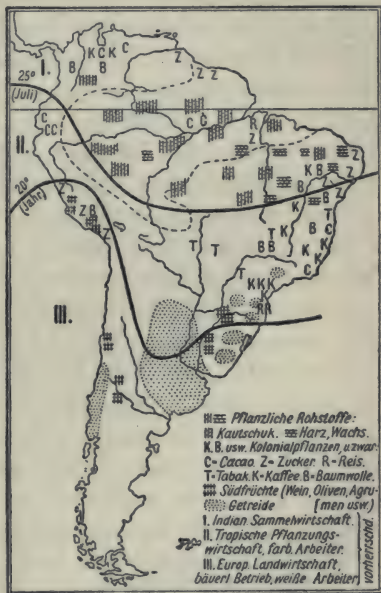 I.
K C
C K K
B B
Z
Z Z
25°
(Juli)
C
C C
C C
R
Z
II.
Z
K B
Z
20°
(Jahr)
Z
Z B
Z
B
K
B
Z
T
K
B
T
C
T
T
B B
K
K
K
C
III.
T
K K K
R R
Pflanzliche Rohstoffe:
Kautschuk. Harz, Wachs.
K. B. usw. Kolonialpflanzen, u.zwar:
C=Cacao. Z=Zucker. R=Reis.
T=Tabak. K=Kaffee. B=Baumwolle.
Südfrüchte (Wein, Oliven, Agru-
Getreide [men usw.)
I. Indian. Sammelwirtschaft.
II. Tropische Pflanzungs-
wirtschaft, farb. Arbeiter.
III. Europ. Landwirtschaft,
bäuerl Betrieb, weiße Arbeiter
vorherrschd.